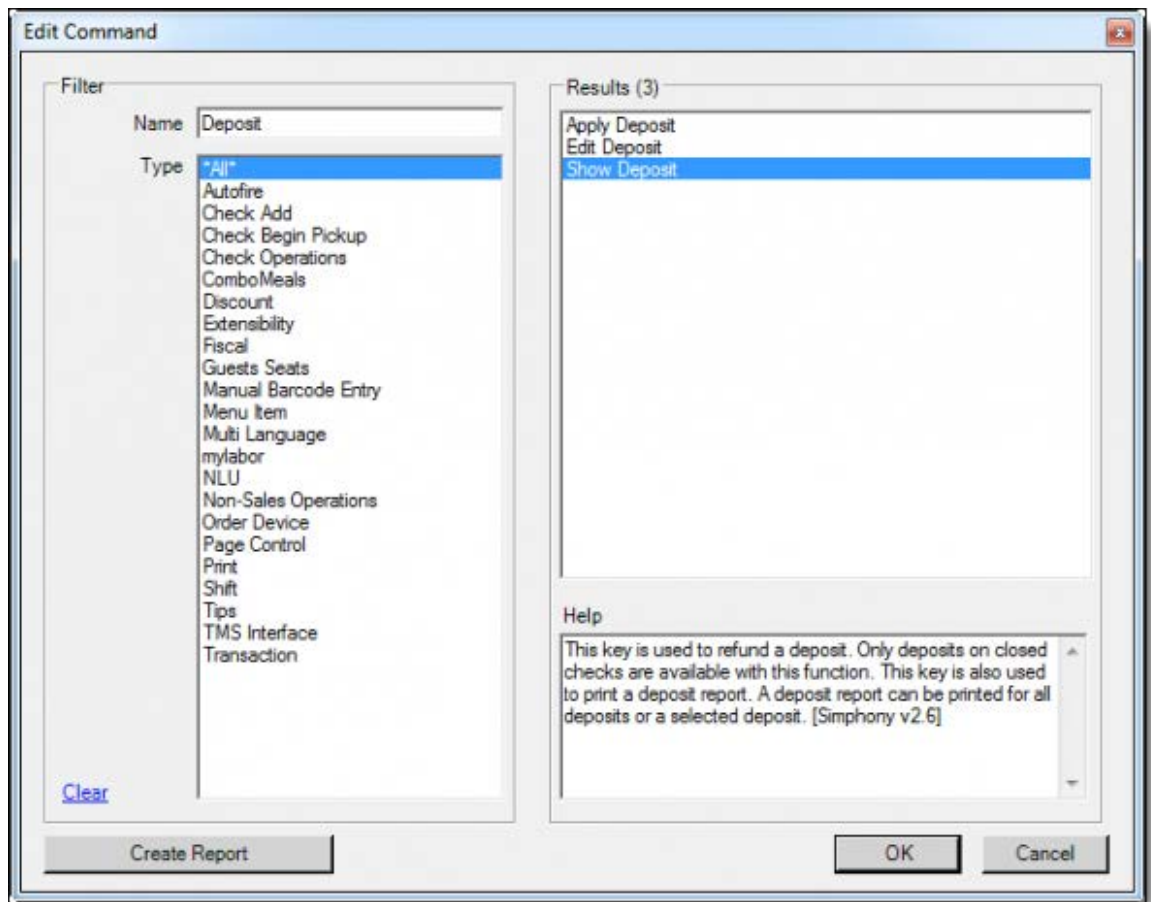 Edit Command
Filter
Name Deposit
Type *All*
Autofire
Check Add
Check Begin Pickup
Check Operations
ComboMeals
Discount
Extensibility
Fiscal
Guests Seats
Manual Barcode Entry
Menu Item
Multi Language
mylabor
NLU
Non-Sales Operations
Order Device
Page Control
Print
Shift
Tips
TMS Interface
Transaction
Clear
Create Report
Results (3)
Apply Deposit
Edit Deposit
Show Deposit
Help
This key is used to refund a deposit. Only deposits on closed
checks are available with this function. This key is also used
to print a deposit report. A deposit report can be printed for all
deposits or a selected deposit. [Simphony v2.6]
OK
Cancel